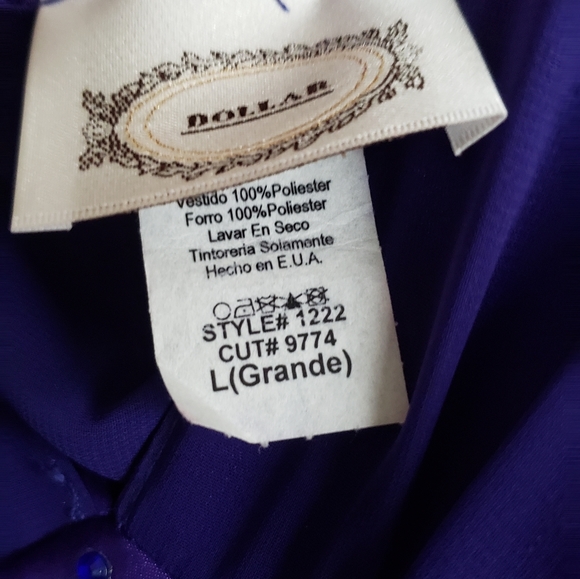 DOLLAR
Vestido 100%Poliester
Forro 100%Poliester
Lavar En Seco
Tintoreria Solamente
Hecho en E.U.A.
STYLE# 1222
CUT# 9774
L(Grande)